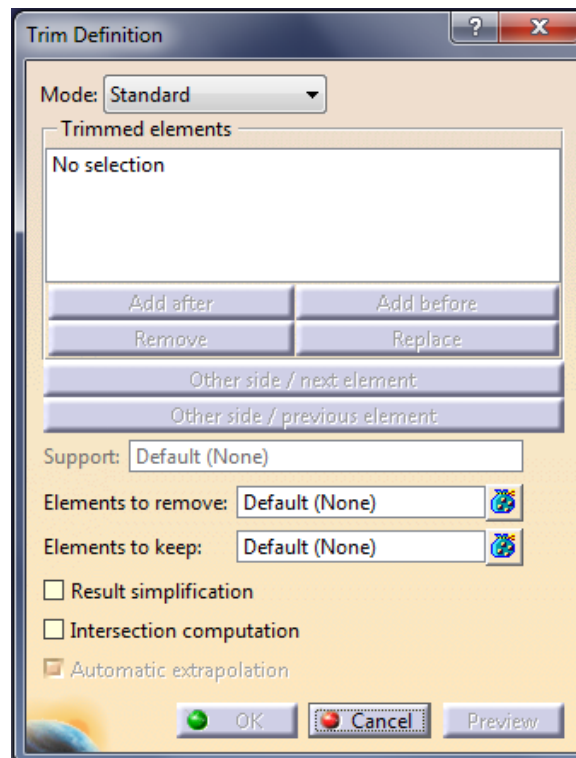 Trim Definition
?
X
Mode: Standard
Trimmed elements
No selection
Add after Add before
Remove Replace
Other side / next element
Other side / previous element
Support: Default (None)
Elements to remove: Default (None)
Elements to keep: Default (None)
Result simplification
Intersection computation
Automatic extrapolation
OK Cancel Preview